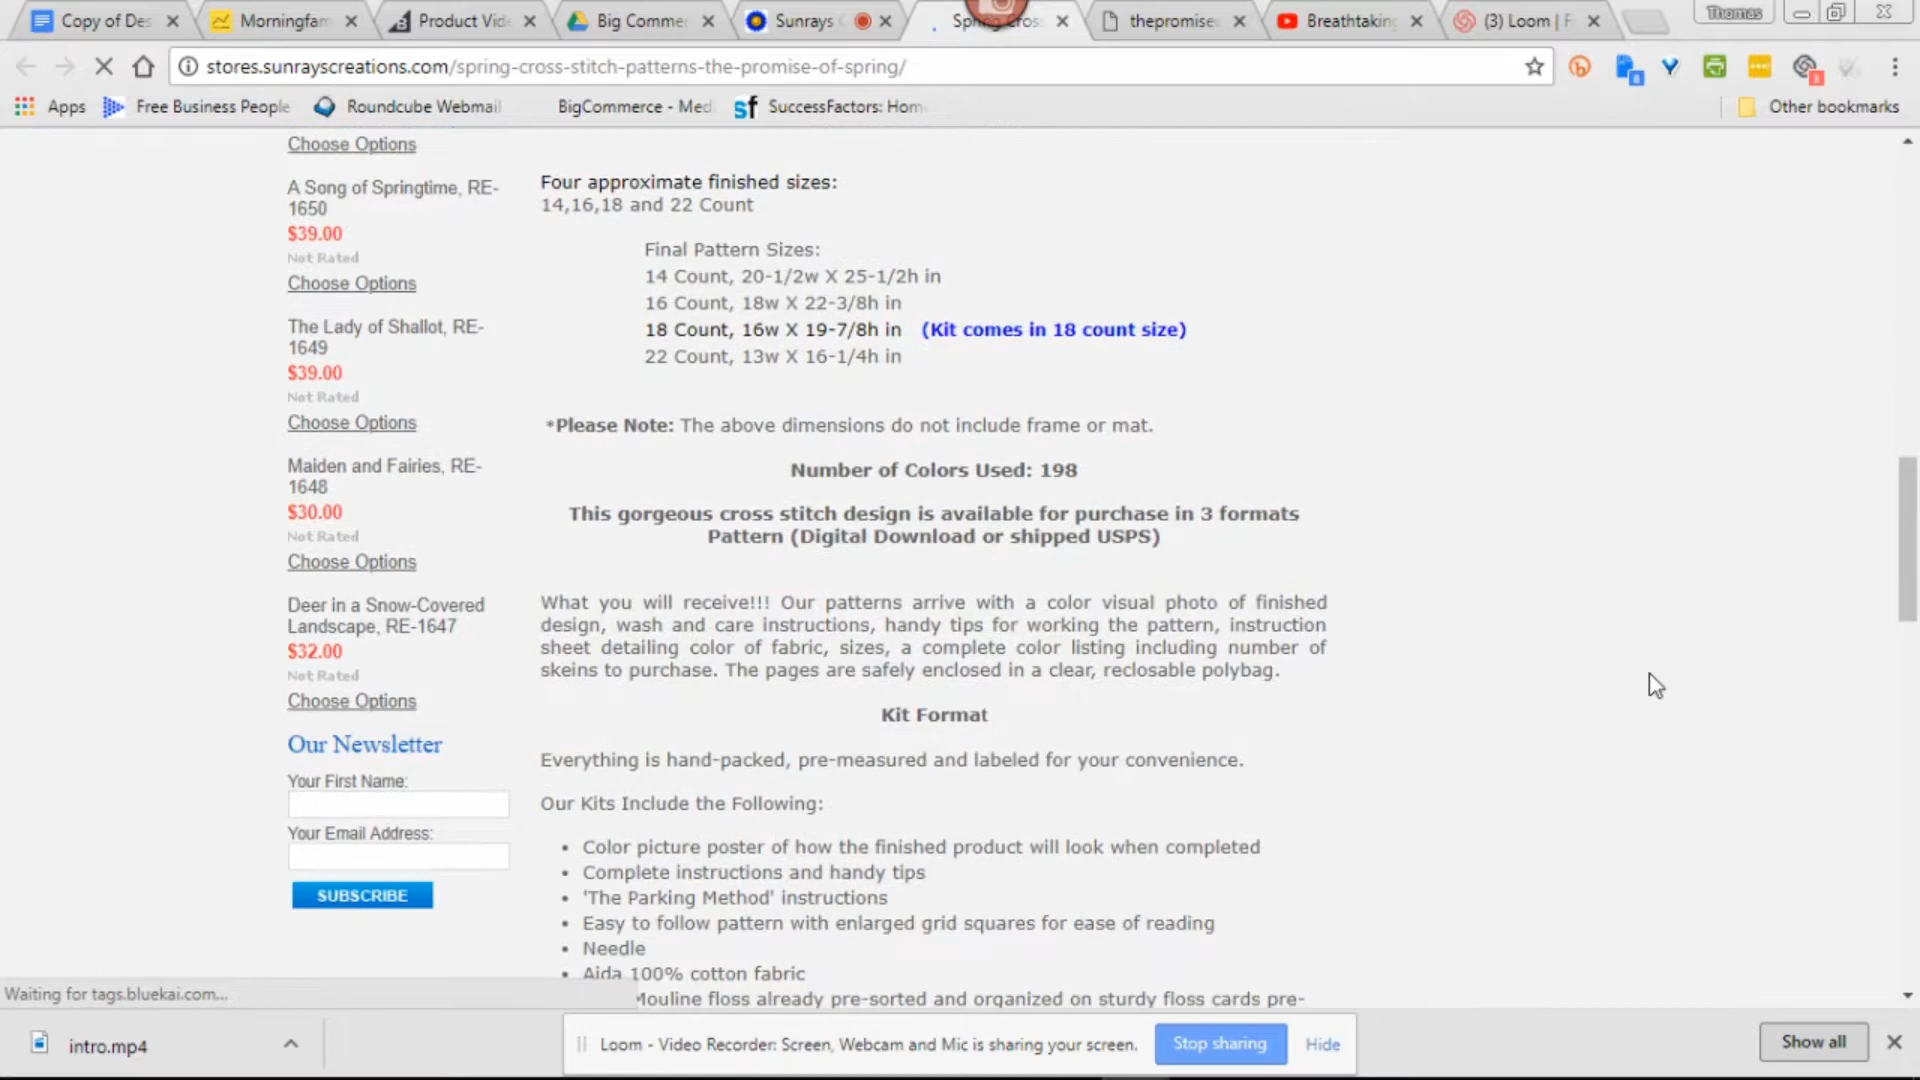 Copy of Des
Morningfam
Product Vide
Big Comme
Sunrays
Spring Cros
thepromise
Breathtaking
(3) Loom | F
Thomas
stores.sunrayscreations.com/spring-cross-stitch-patterns-the-promise-of-spring/
Apps
Free Business People
Roundcube Webmail
BigCommerce - Med
sf SuccessFactors: Hom
Other bookmarks
Choose Options
A Song of Springtime, RE-
1650
$39.00
Not Rated
Choose Options
The Lady of Shallot, RE-
1649
$39.00
Not Rated
Choose Options
Maiden and Fairies, RE-
1648
$30.00
Not Rated
Choose Options
Deer in a Snow-Covered
Landscape, RE-1647
$32.00
Not Rated
Choose Options
Our Newsletter
Your First Name:
Your Email Address:
SUBSCRIBE
Four approximate finished sizes:
14,16,18 and 22 Count
Final Pattern Sizes:
14 Count, 20-1/2w X 25-1/2h in
16 Count, 18w X 22-3/8h in
18 Count, 16w X 19-7/8h in (Kit comes in 18 count size)
22 Count, 13w X 16-1/4h in
*Please Note: The above dimensions do not include frame or mat.
Number of Colors Used: 198
This gorgeous cross stitch design is available for purchase in 3 formats
Pattern (Digital Download or shipped USPS)
What you will receive!!! Our patterns arrive with a color visual photo of finished
design, wash and care instructions, handy tips for working the pattern, instruction
sheet detailing color of fabric, sizes, a complete color listing including number of
skeins to purchase. The pages are safely enclosed in a clear, reclosable polybag.
Kit Format
Everything is hand-packed, pre-measured and labeled for your convenience.
Our Kits Include the Following:
• Color picture poster of how the finished product will look when completed
• Complete instructions and handy tips
• 'The Parking Method' instructions
• Easy to follow pattern with enlarged grid squares for ease of reading
• Needle
• Aida 100% cotton fabric
Mouline floss already pre-sorted and organized on sturdy floss cards pre-
Waiting for tags.bluekai.com...
intro.mp4
Loom - Video Recorder: Screen, Webcam and Mic is sharing your screen.
Stop sharing
Hide
Show all